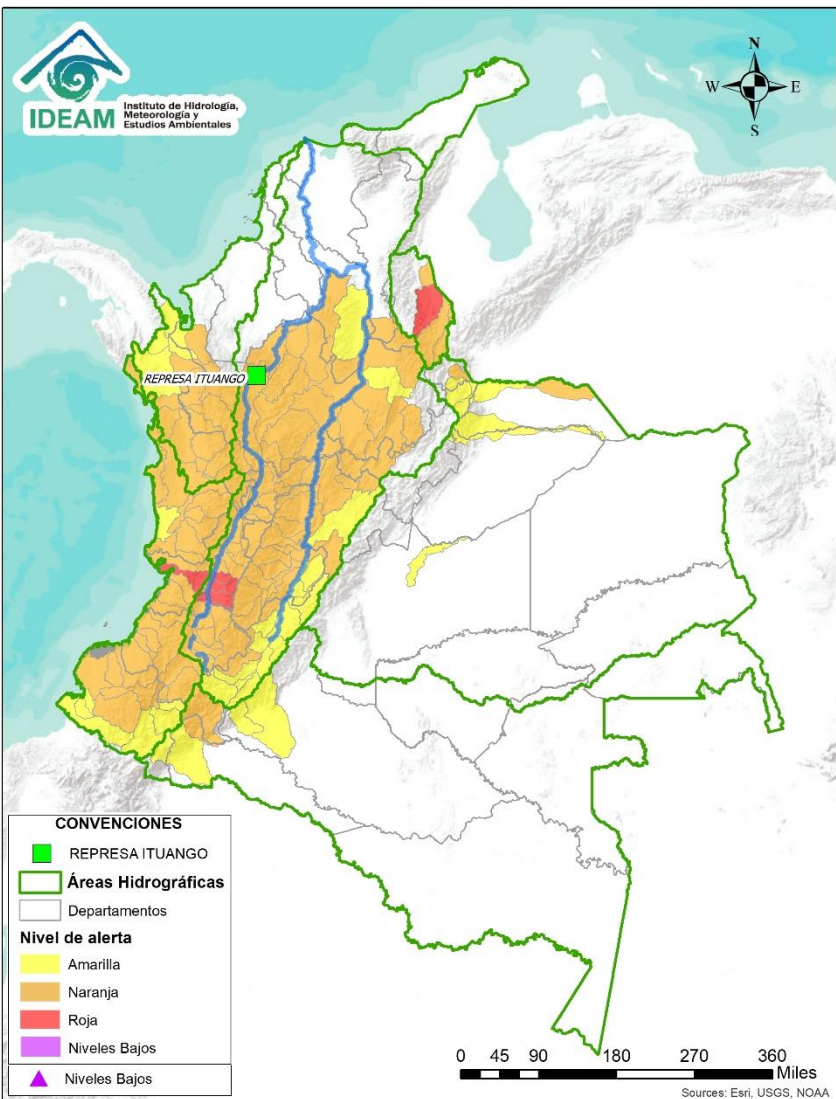 IDEAM
Instituto de Hidrología,
Meteorología y
Estudios Ambientales
N
W
E
S
REPRESA ITUANGO
CONVENCIONES
REPRESA ITUANGO
Áreas Hidrográficas
Departamentos
Nivel de alerta
Amarilla
Naranja
Roja
Niveles Bajos
Niveles Bajos
0 45 90 180 270 360
Miles
Sources: Esri, USGS, NOAA